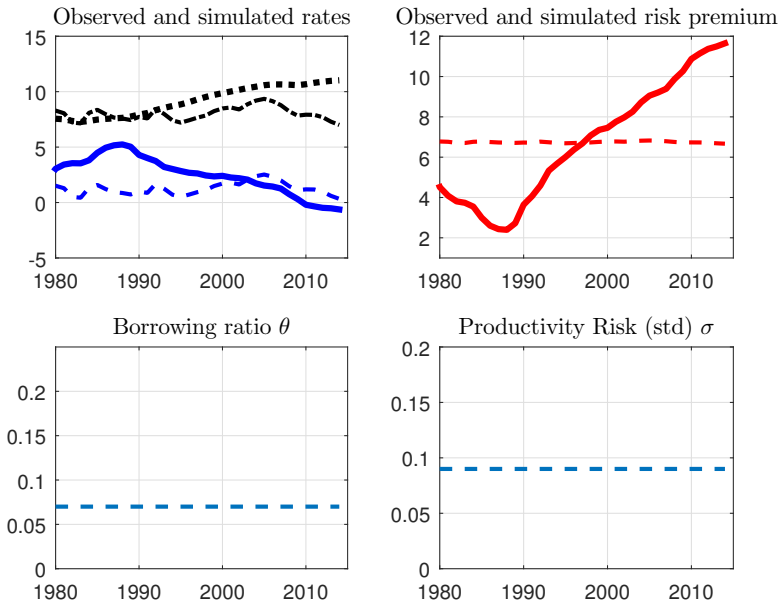 Observed and simulated rates
15
10
5
0
-5
1980 1990 2000 2010
Observed and simulated risk premium
12
10
8
6
4
2
1980 1990 2000 2010
Borrowing ratio θ
0.2
0.15
0.1
0.05
0
1980 1990 2000 2010
Productivity Risk (std) σ
0.2
0.15
0.1
0.05
0
1980 1990 2000 2010